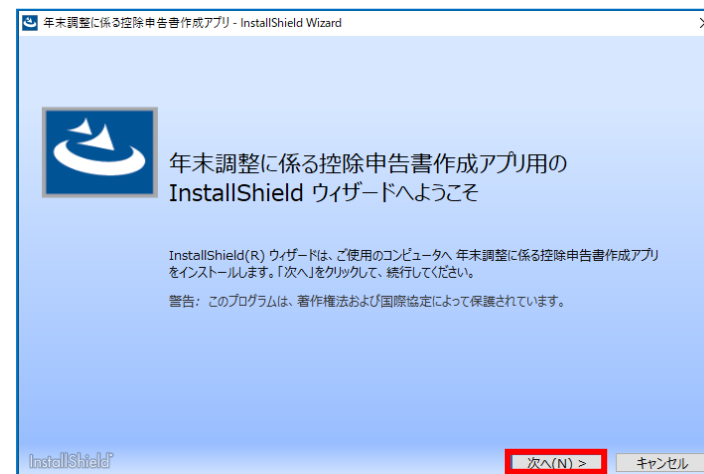 年末調整に係る控除申告書作成アプリ - InstallShield Wizard
年末調整に係る控除申告書作成アプリ用の
InstallShield ウィザードへようこそ
InstallShield(R) ウィザードは、ご使用のコンピュータへ 年末調整に係る控除申告書作成アプリ
をインストールします。「次へ」をクリックして、続行してください。
警告: このプログラムは、著作権法および国際協定によって保護されています。
InstallShield
次へ(N) >
キャンセル